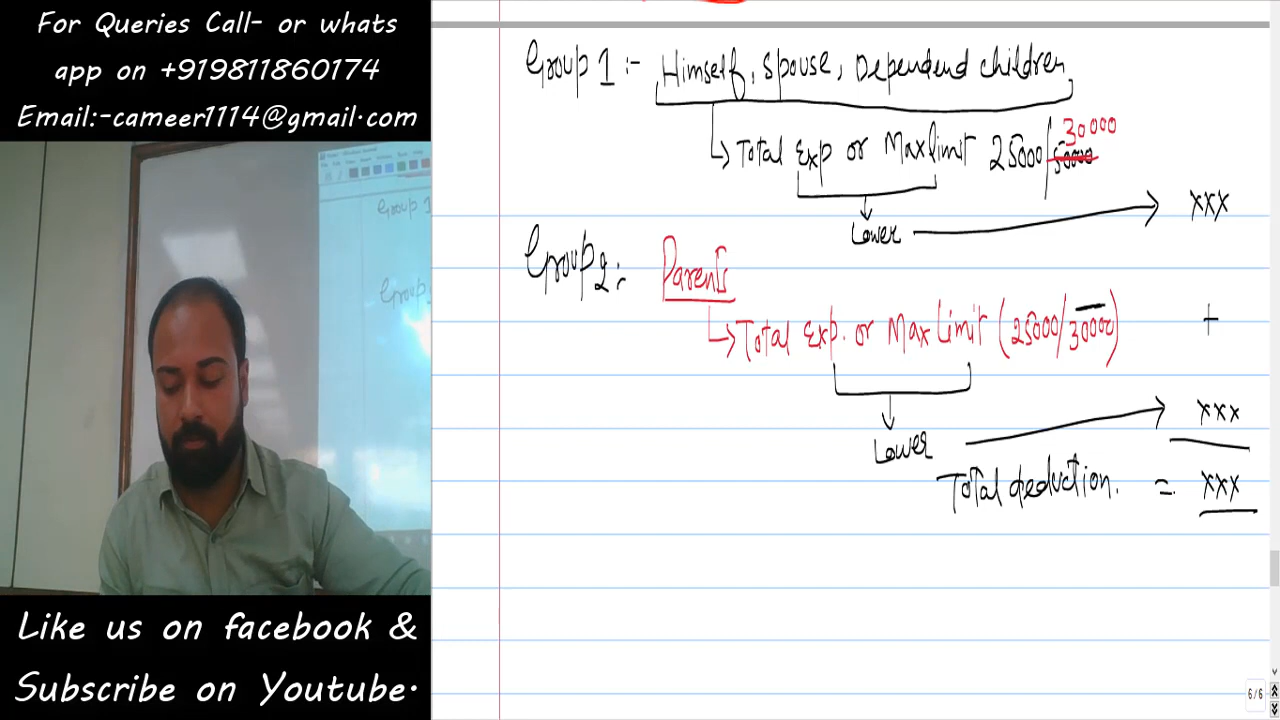 For Queries Call- or whats
app on +919811860174
Email:-cameer1114@gmail.com
Group 1 :- Himself, Spouse, Dependend children
Total Exp or Max limit 25000/50000 30000
Lower xxx
Group 2 :- Parents
Total Exp. or Max Limit (25000/30000)
+
Lower xxx
Total deduction. = xxx
Like us on facebook &
Subscribe on Youtube.
6/6